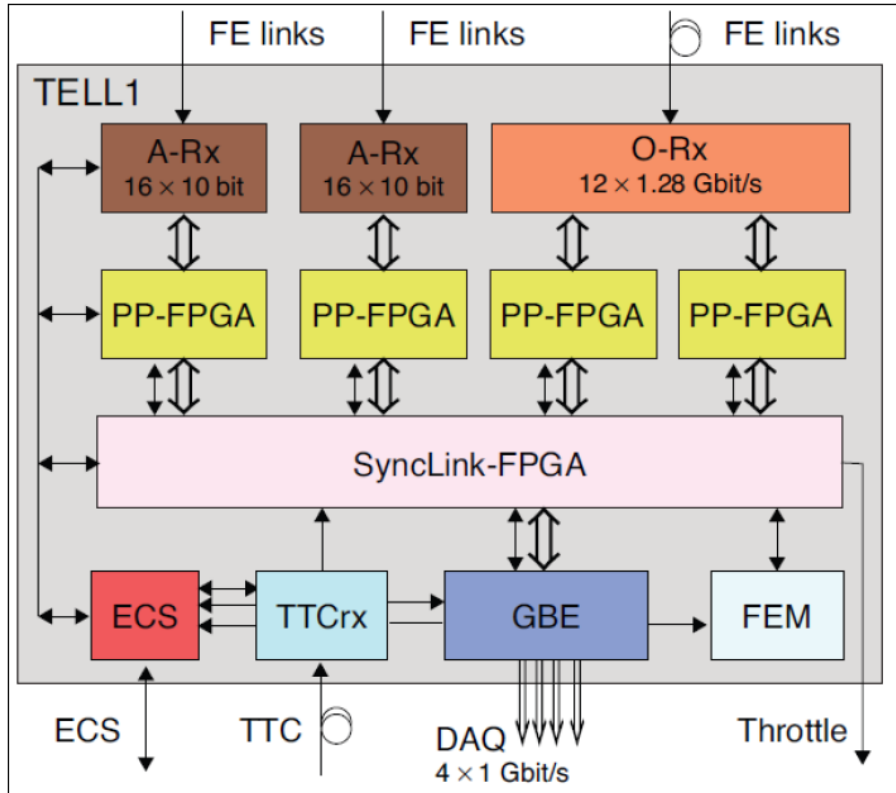 FE links
FE links
FE links
TELL1
A-Rx
16 × 10 bit
A-Rx
16 × 10 bit
O-Rx
12 × 1.28 Gbit/s
PP-FPGA
PP-FPGA
PP-FPGA
PP-FPGA
SyncLink-FPGA
ECS
TTCrx
GBE
FEM
ECS
TTC
DAQ
4 × 1 Gbit/s
Throttle